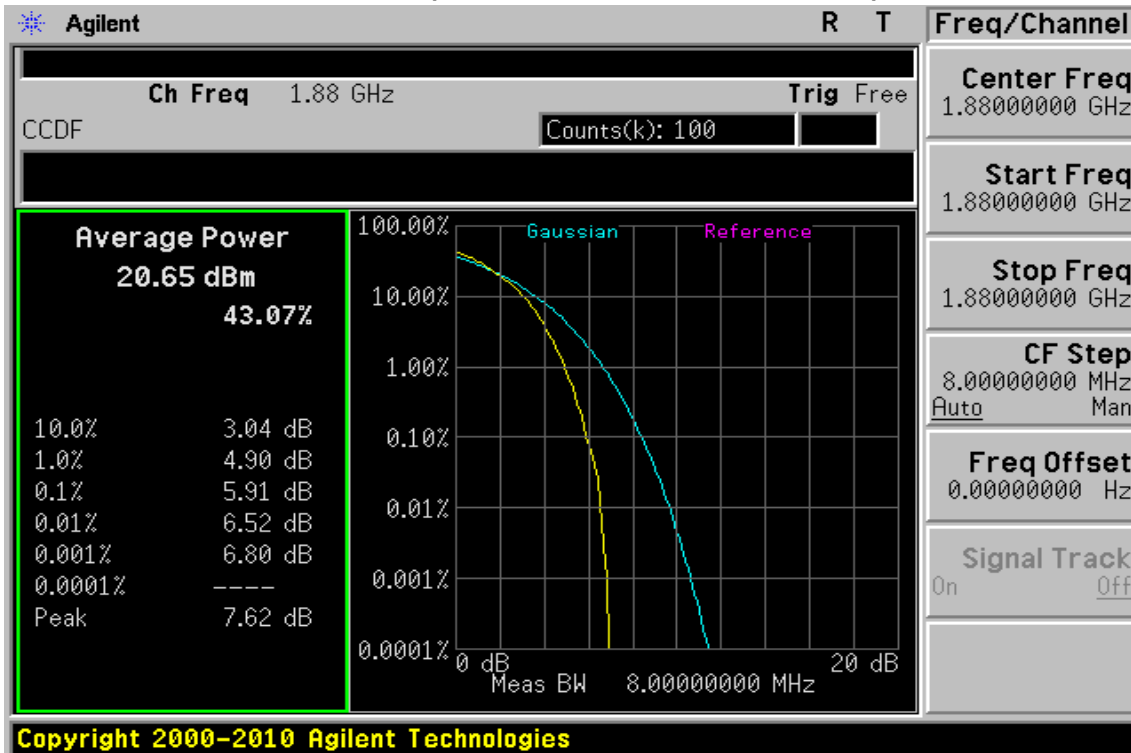 Agilent R T
Ch Freq 1.88 GHz Trig Free
CCDF Counts(k): 100
Average Power
20.65 dBm
43.07%
10.0% 3.04 dB
1.0% 4.90 dB
0.1% 5.91 dB
0.01% 6.52 dB
0.001% 6.80 dB
0.0001% ----
Peak 7.62 dB
Gaussian Reference
100.00%
10.00%
1.00%
0.10%
0.01%
0.001%
0.0001%
0 dB 20 dB
Meas BW 8.00000000 MHz
Freq/Channel
Center Freq
1.88000000 GHz
Start Freq
1.88000000 GHz
Stop Freq
1.88000000 GHz
CF Step
8.00000000 MHz
Auto Man
Freq Offset
0.00000000 Hz
Signal Track
On Off
Copyright 2000-2010 Agilent Technologies